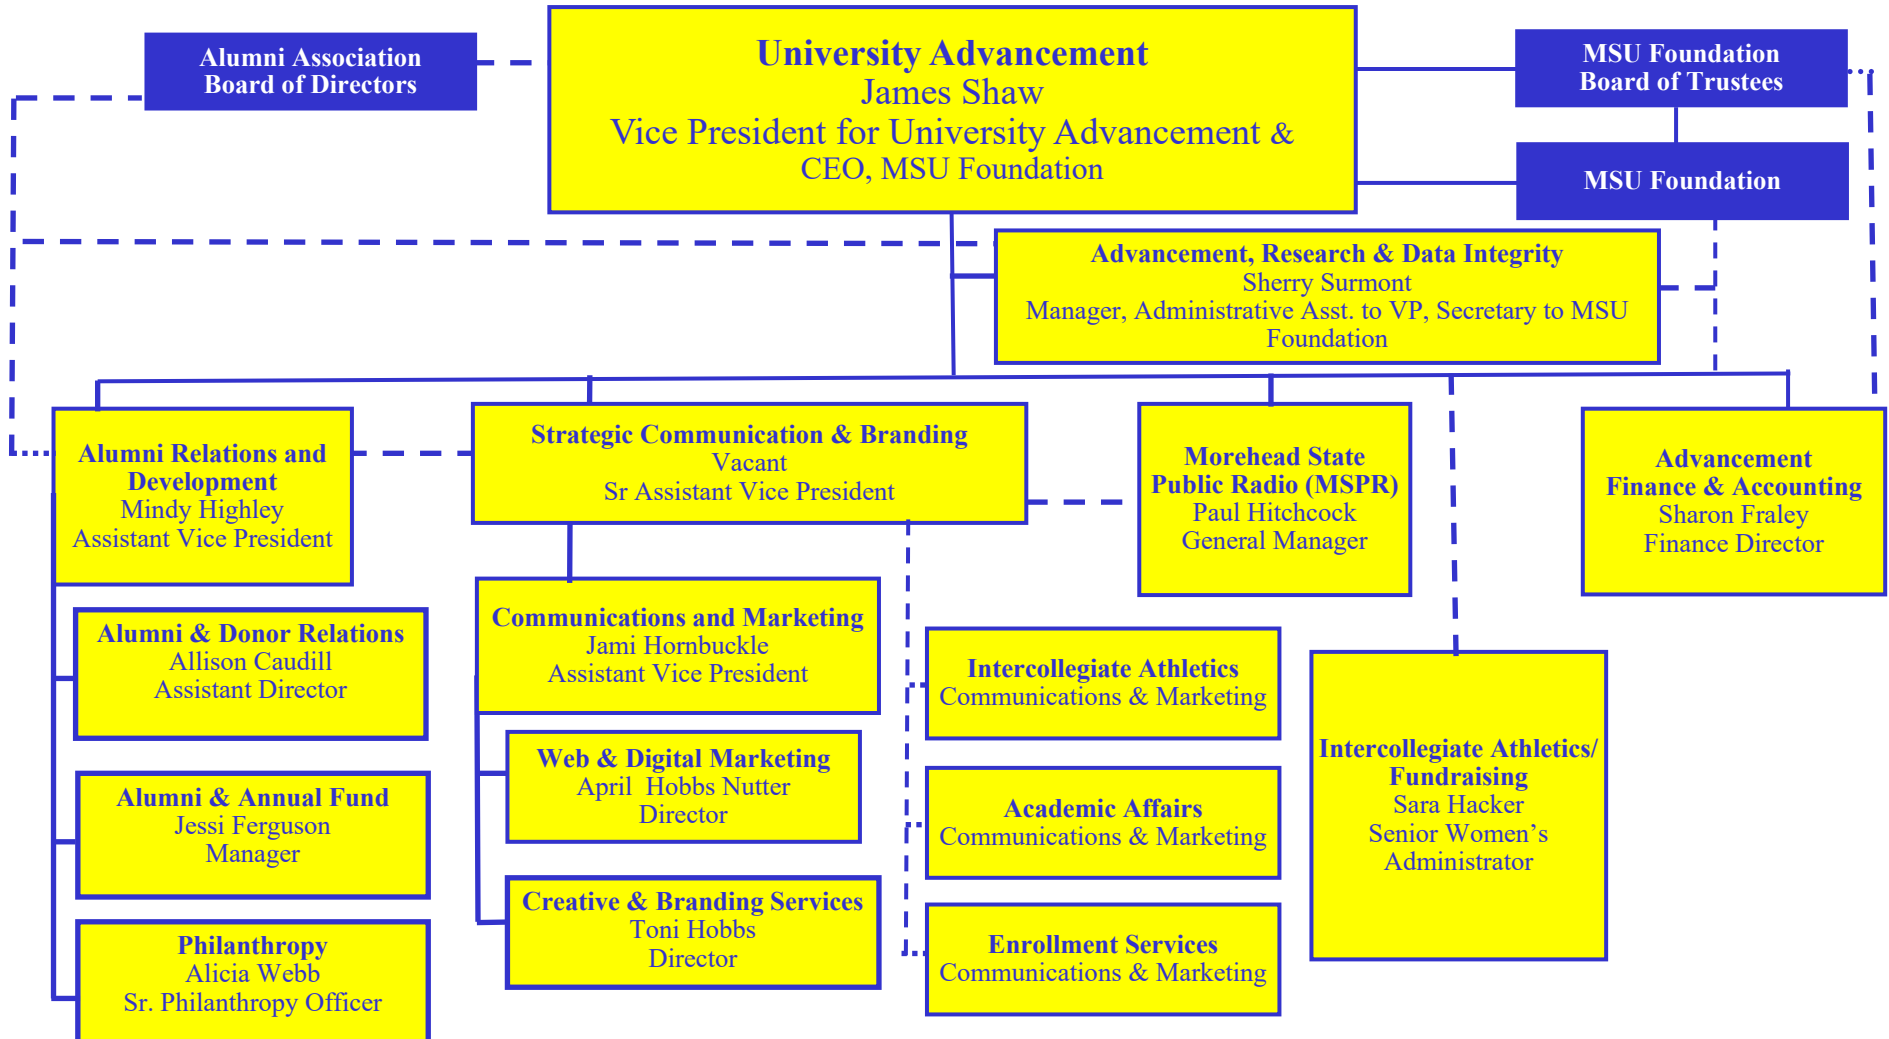 Alumni Association
Board of Directors
University Advancement
James Shaw
Vice President for University Advancement &
CEO, MSU Foundation
MSU Foundation
Board of Trustees
MSU Foundation
Advancement, Research & Data Integrity
Sherry Surmont
Manager, Administrative Asst. to VP, Secretary to MSU
Foundation
Alumni Relations and
Development
Mindy Highley
Assistant Vice President
Strategic Communication & Branding
Vacant
Sr Assistant Vice President
Morehead State
Public Radio (MSPR)
Paul Hitchcock
General Manager
Advancement
Finance & Accounting
Sharon Fraley
Finance Director
Alumni & Donor Relations
Allison Caudill
Assistant Director
Alumni & Annual Fund
Jessi Ferguson
Manager
Philanthropy
Alicia Webb
Sr. Philanthropy Officer
Communications and Marketing
Jami Hornbuckle
Assistant Vice President
Web & Digital Marketing
April  Hobbs Nutter
Director
Creative & Branding Services
Toni Hobbs
Director
Intercollegiate Athletics
Communications & Marketing
Academic Affairs
Communications & Marketing
Enrollment Services
Communications & Marketing
Intercollegiate Athletics/
Fundraising
Sara Hacker
Senior Women’s
Administrator